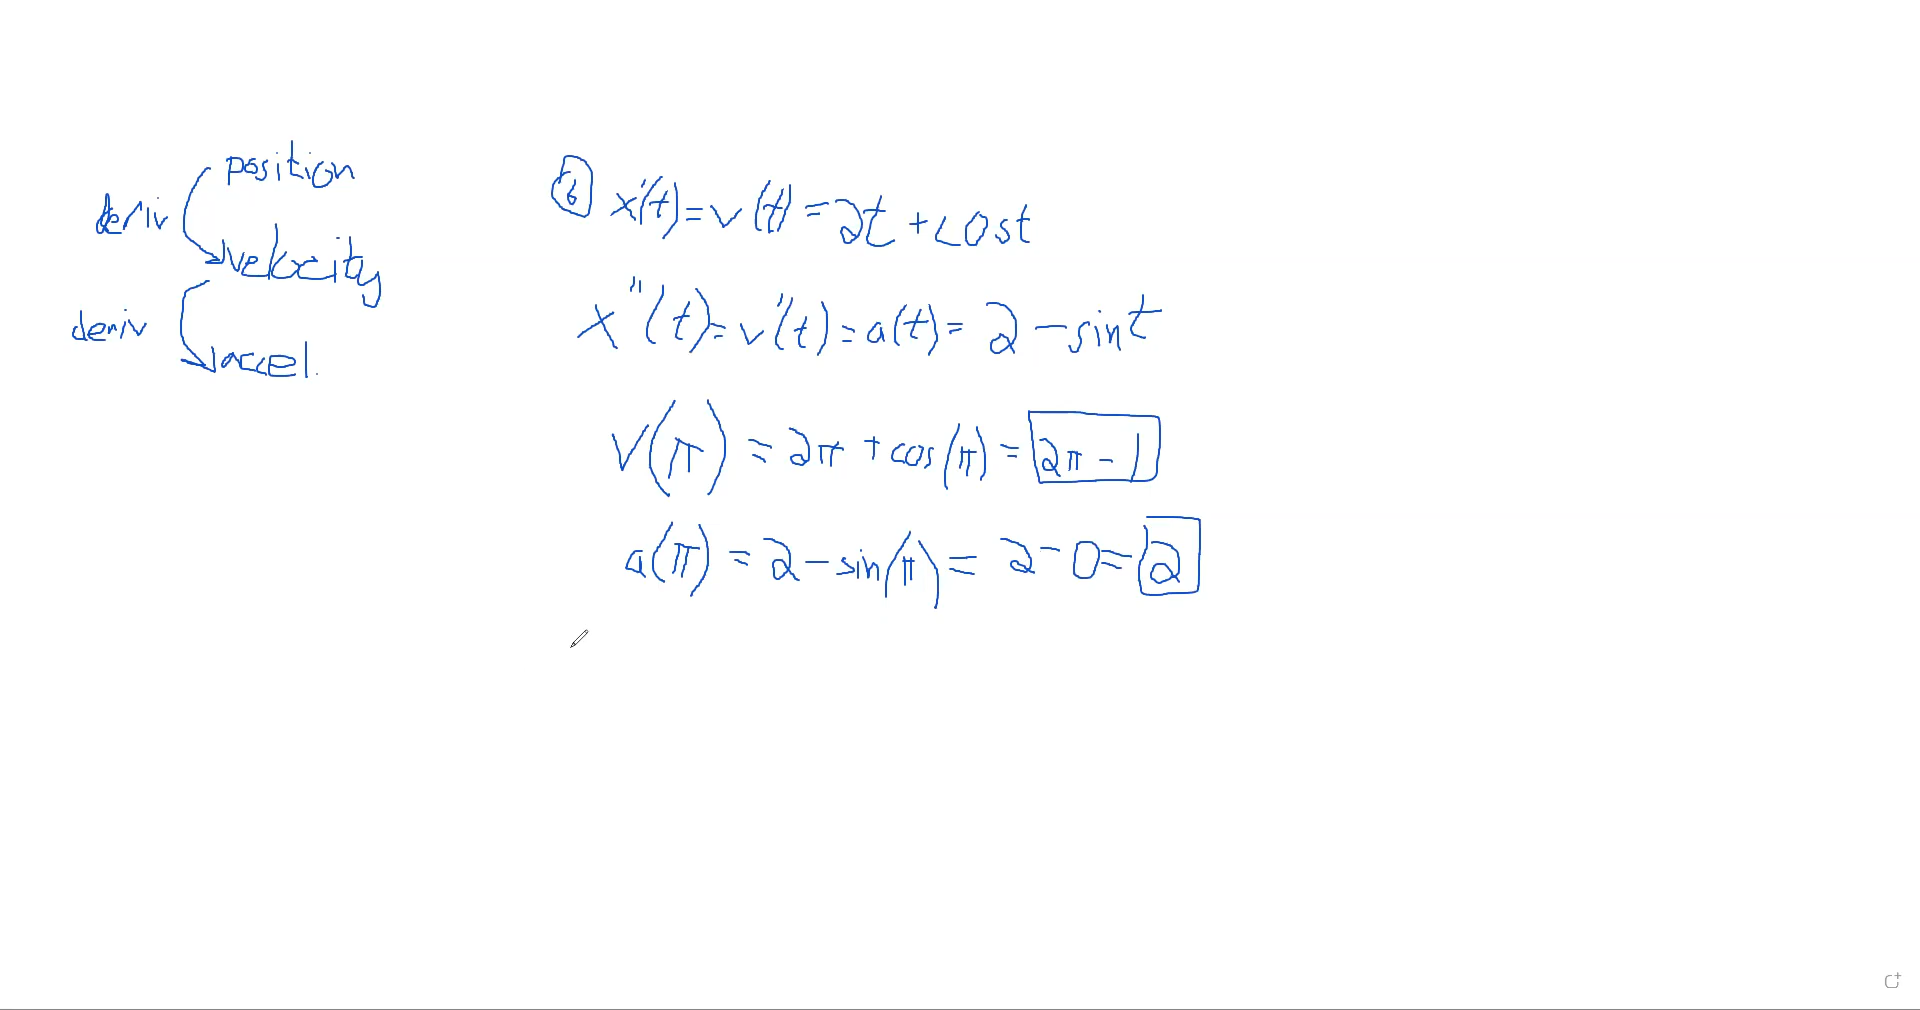 position
deriv
velocity
deriv
accel.
⑥ x'(t) = v(t) = 2t + cost
x''(t) = v'(t) = a(t) = 2 - sint
v(π) = 2π + cos(π) = 2π - 1
a(π) = 2 - sin(π) = 2 - 0 = 2